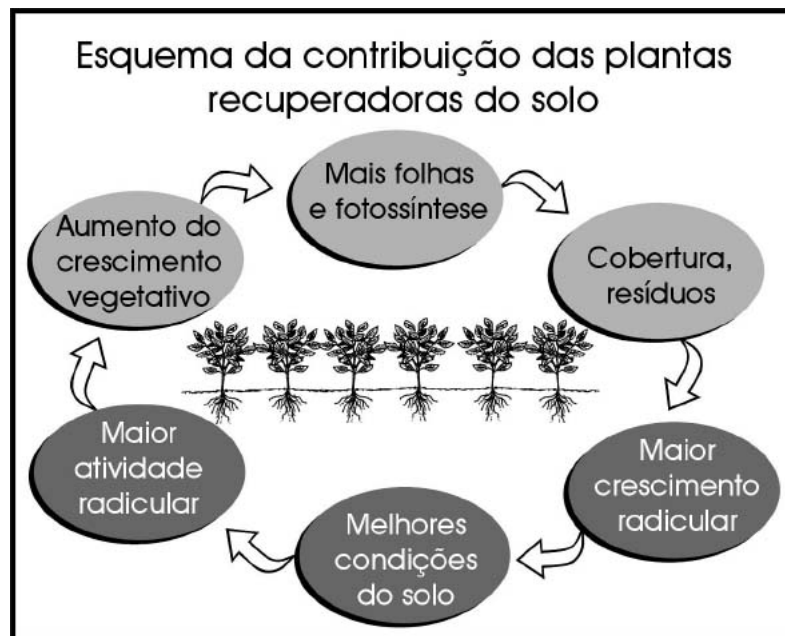 Esquema da contribuição das plantas
recuperadoras do solo
Mais folhas
e fotossíntese
Cobertura,
resíduos
Maior
crescimento
radicular
Melhores
condições
do solo
Maior
atividade
radicular
Aumento do
crescimento
vegetativo